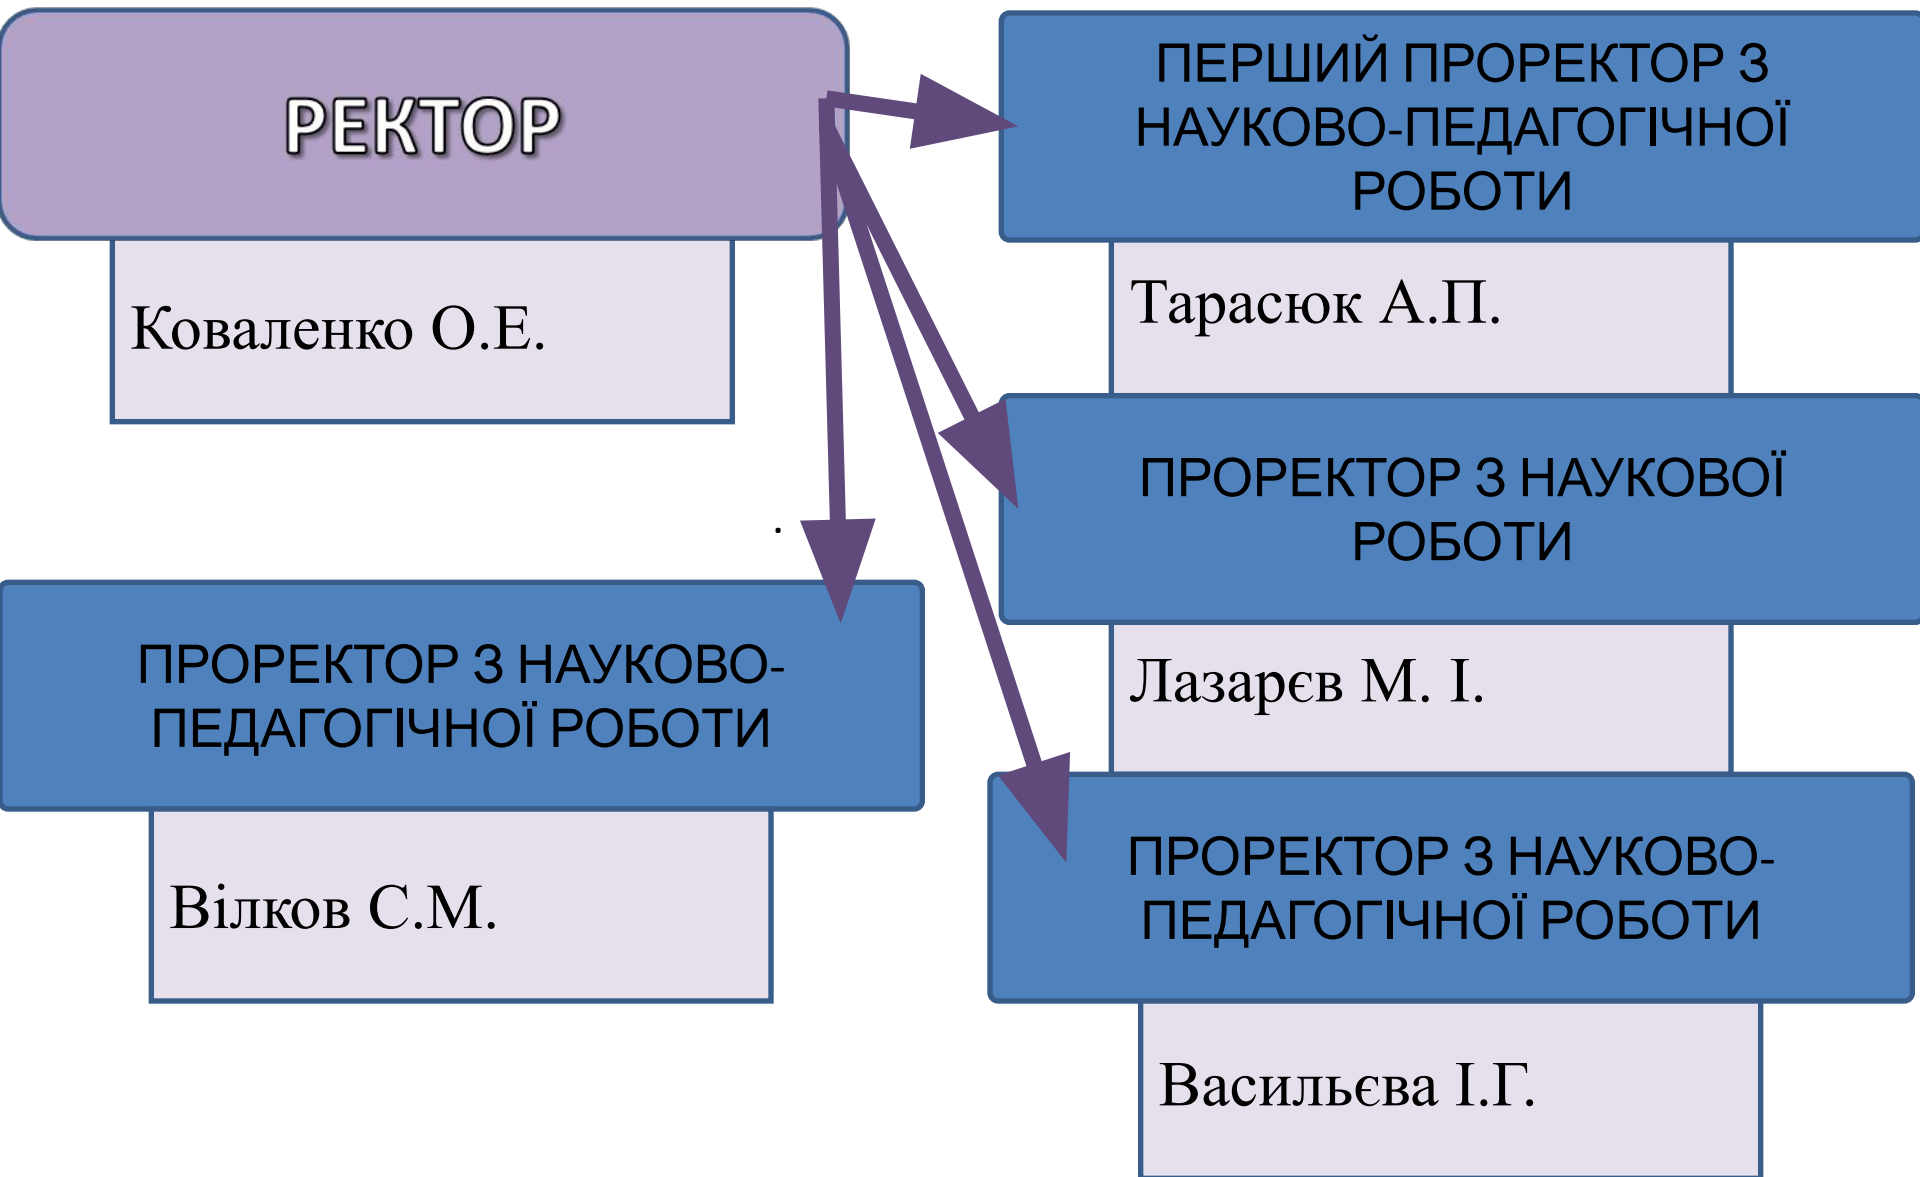 РЕКТОР
Коваленко О.Е.
.
ПРОРЕКТОР З НАУКОВО-
ПЕДАГОГІЧНОЇ РОБОТИ
Вілков С.М.
ПЕРШИЙ ПРОРЕКТОР З
НАУКОВО-ПЕДАГОГІЧНОЇ
РОБОТИ
Тарасюк А.П.
ПРОРЕКТОР З НАУКОВОЇ
РОБОТИ
Лазарєв М. І.
ПРОРЕКТОР З НАУКОВО-
ПЕДАГОГІЧНОЇ РОБОТИ
Васильєва І.Г.